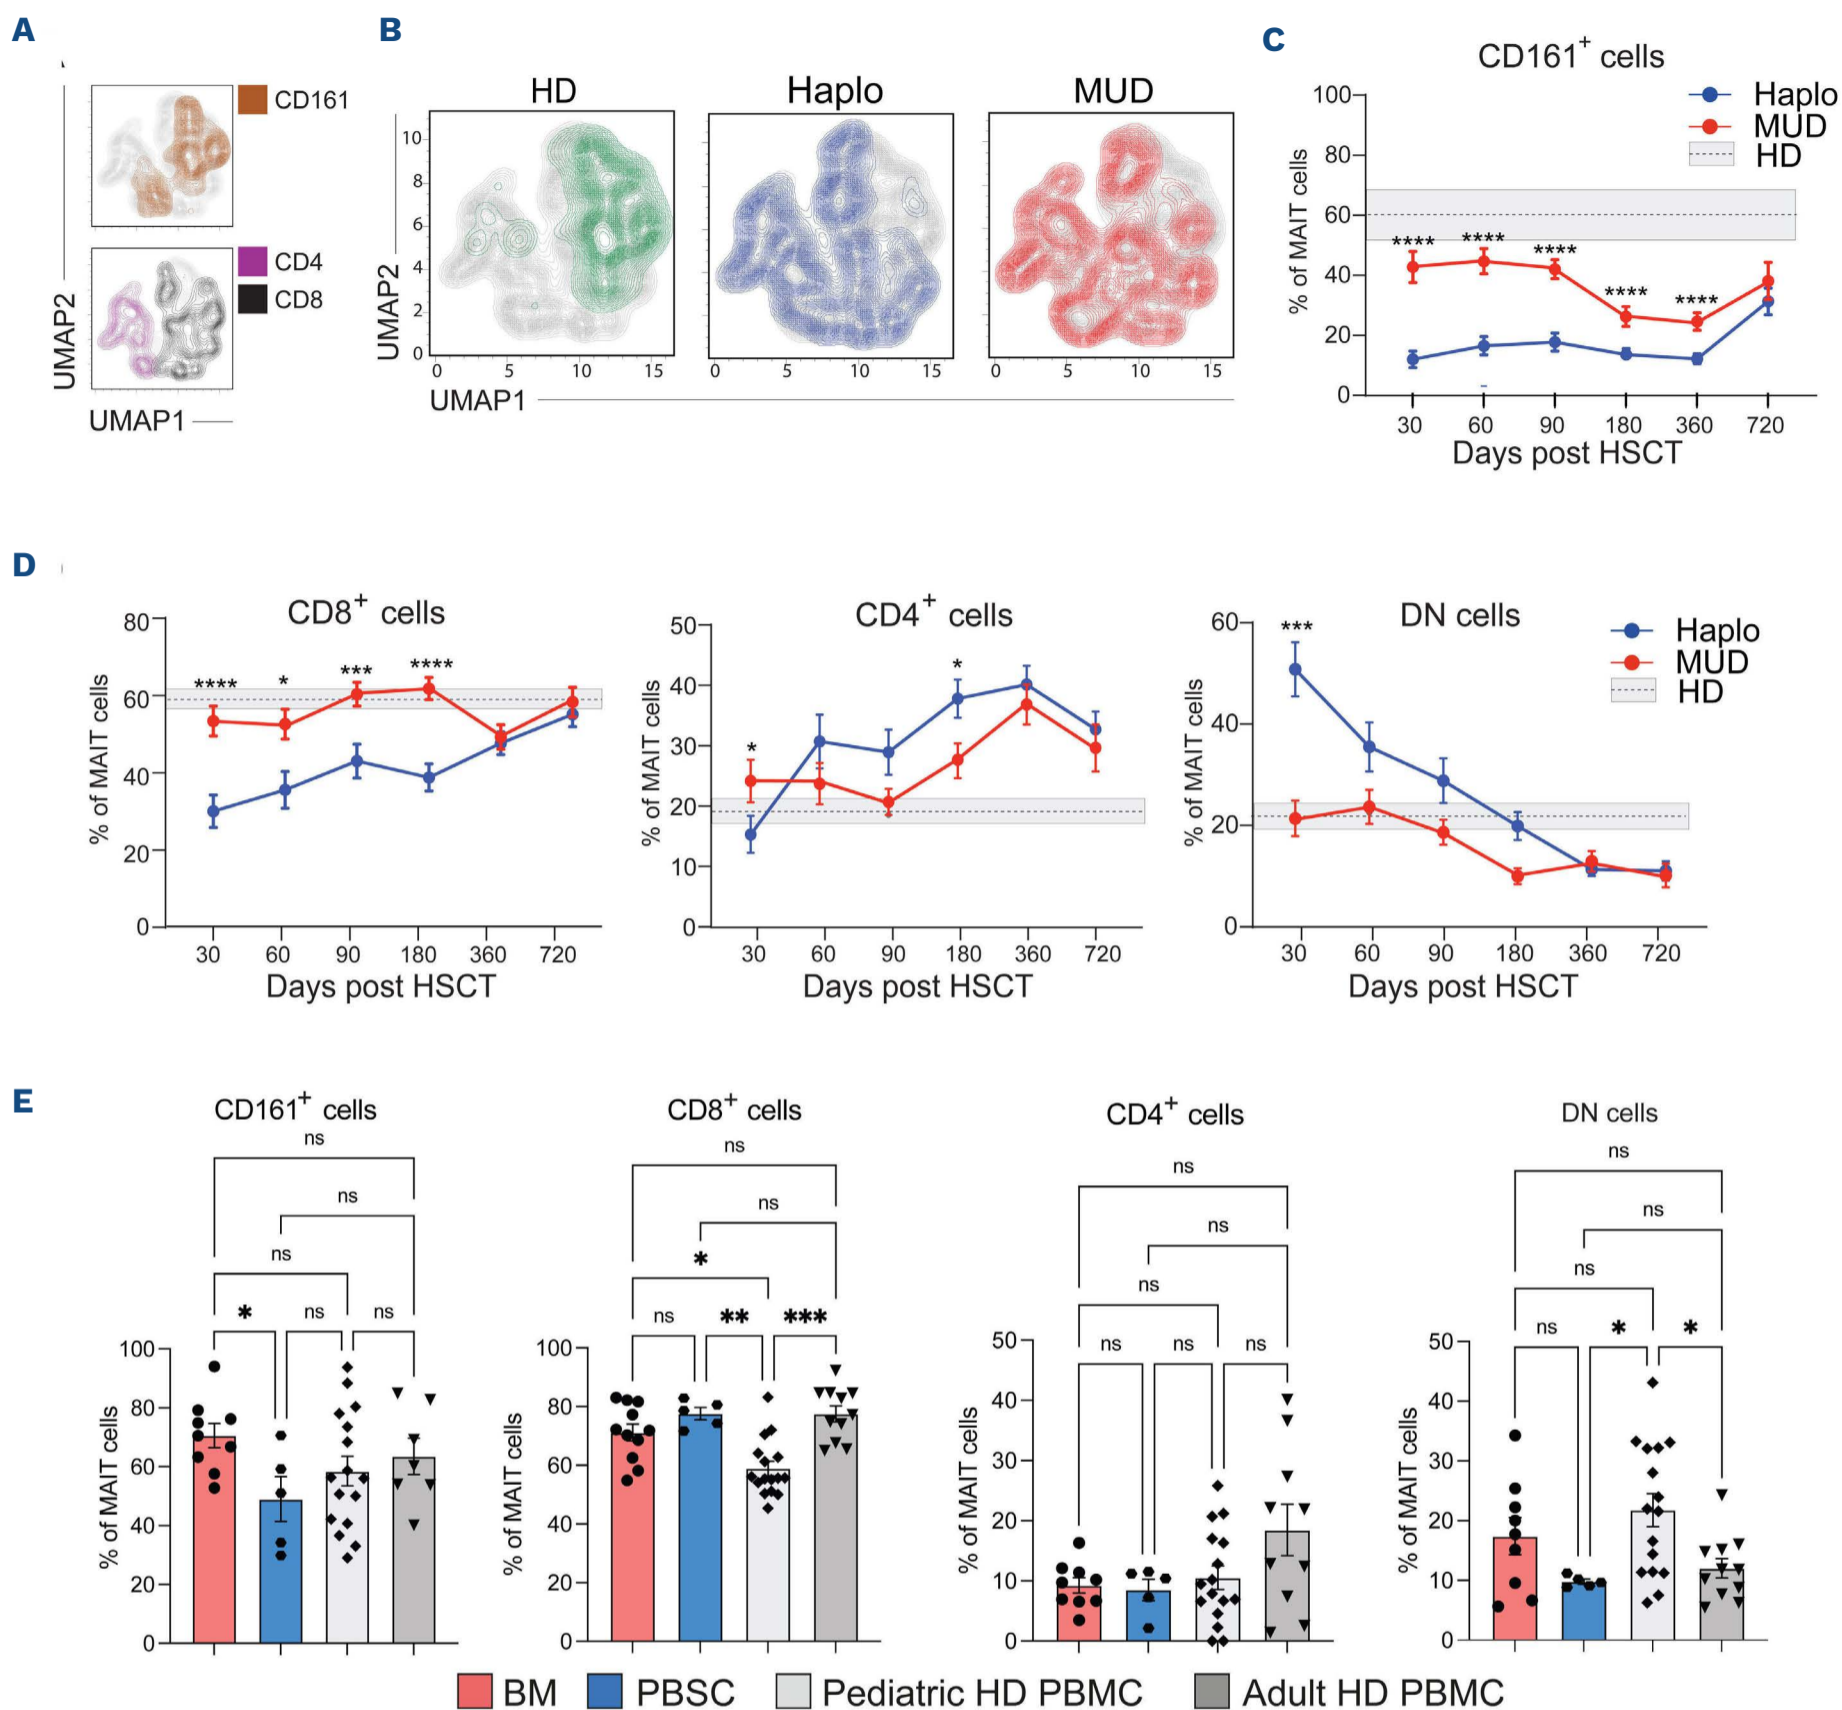 A
CD161
CD4
CD8
UMAP2
UMAP1
B
HD
Haplo
MUD
10
8
6
4
2
0
UMAP2
0 5 10 15
0 5 10 15
0 5 10 15
UMAP1
C
CD161+ cells
Haplo
MUD
HD
% of MAIT cells
100
80
60
40
20
0
**** **** **** **** ****
30 60 90 180 360 720
Days post HSCT
D
CD8+ cells
% of MAIT cells
80
60
40
20
0
**** * *** ****
30 60 90 180 360 720
Days post HSCT
CD4+ cells
% of MAIT cells
50
40
30
20
10
0
* *
30 60 90 180 360 720
Days post HSCT
DN cells
% of MAIT cells
60
40
20
0
***
30 60 90 180 360 720
Days post HSCT
Haplo
MUD
HD
E
CD161+ cells
ns
ns
ns
* ns ns
% of MAIT cells
100
80
60
40
20
0
CD8+ cells
ns
ns
*
ns ** ***
% of MAIT cells
100
80
60
40
20
0
CD4+ cells
ns
ns
ns
ns ns ns
% of MAIT cells
50
40
30
20
10
0
DN cells
ns
ns
ns
ns * *
% of MAIT cells
50
40
30
20
10
0
BM PBSC Pediatric HD PBMC Adult HD PBMC